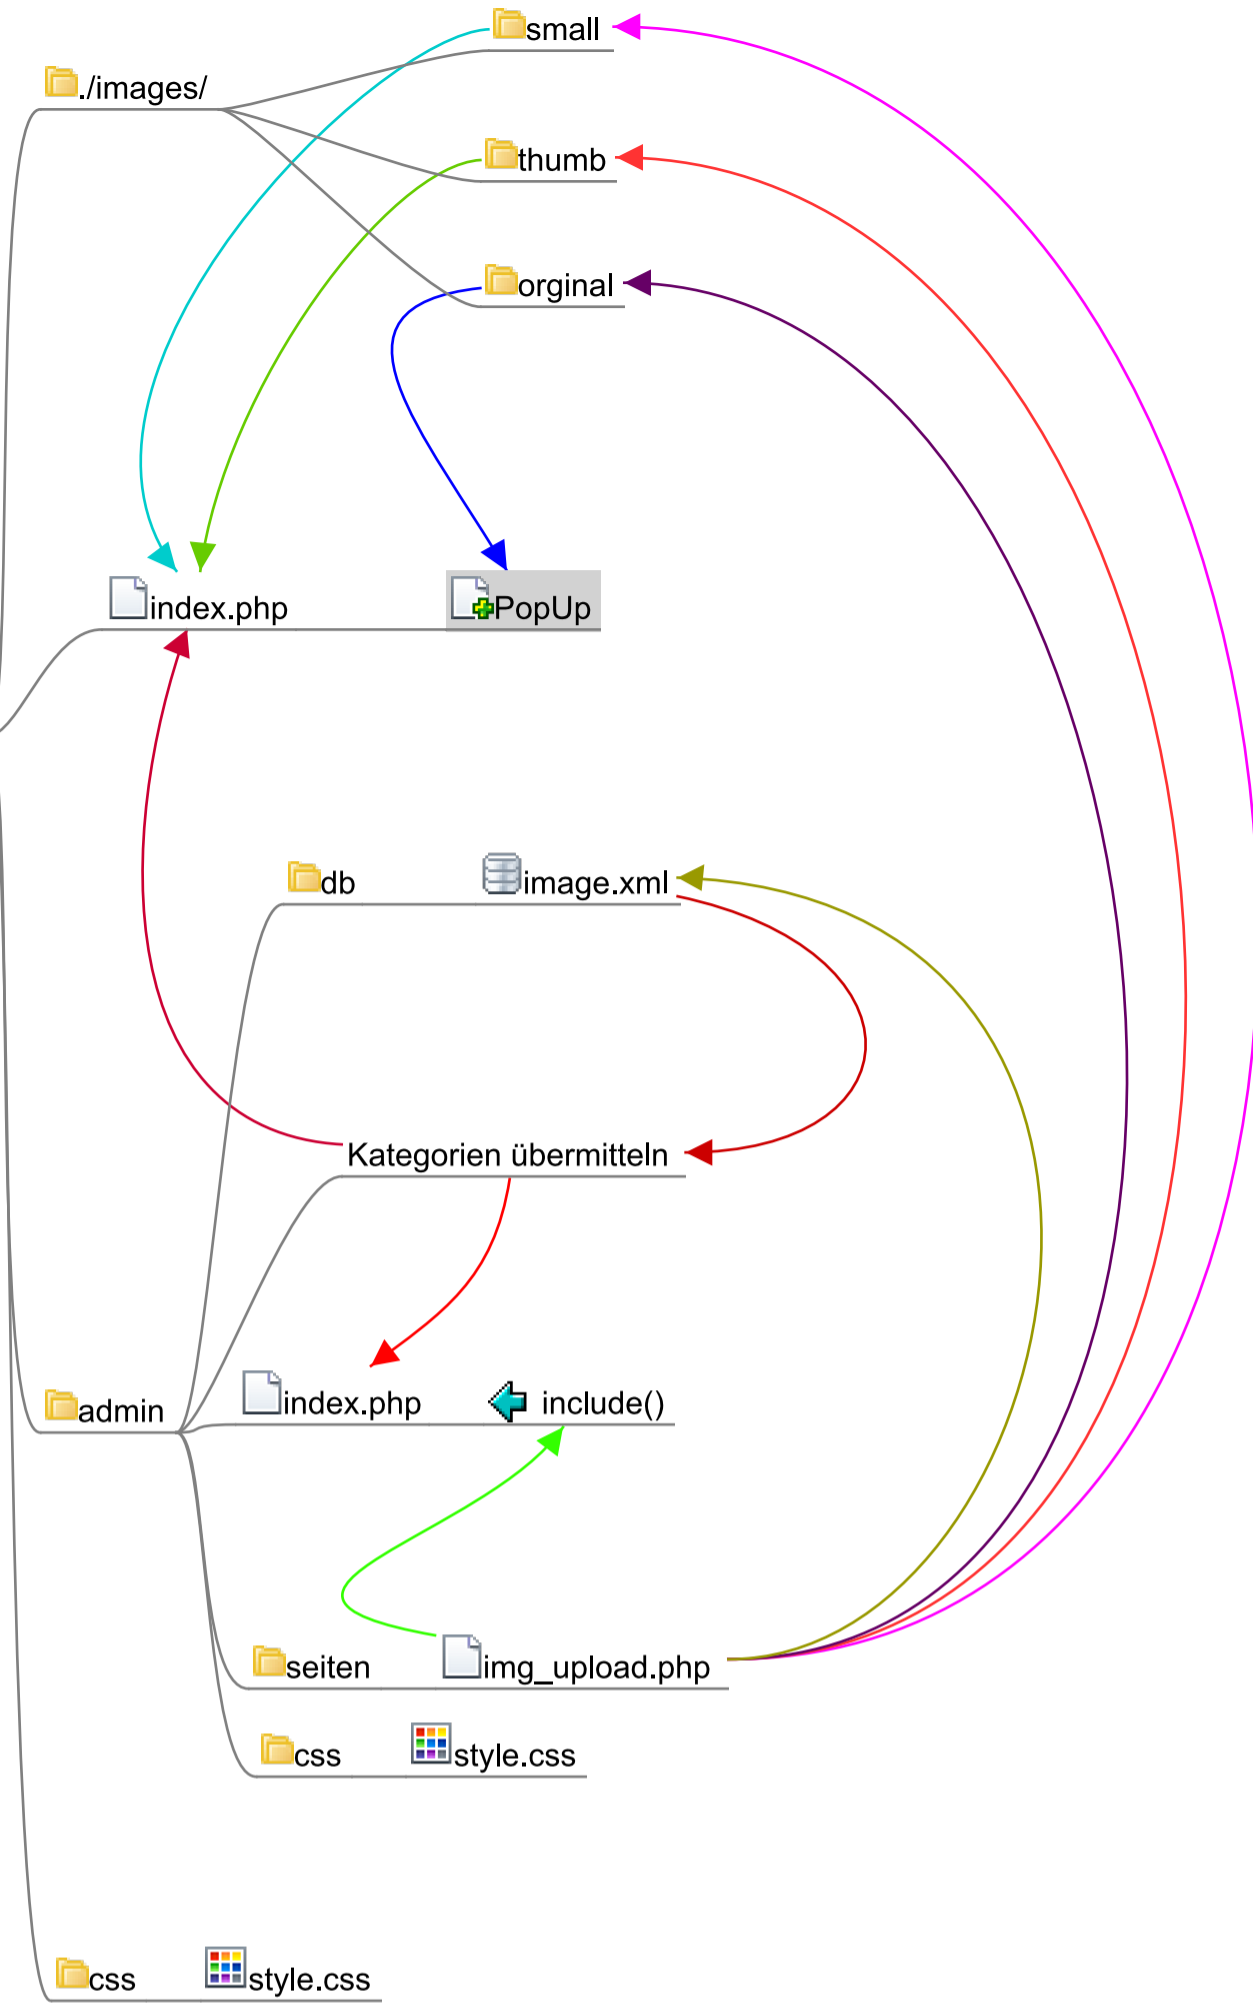 small
./images/
thumb
orginal
index.php
PopUp
db
image.xml
Kategorien übermitteln
index.php
include()
admin
seiten
img_upload.php
css
style.css
css
style.css